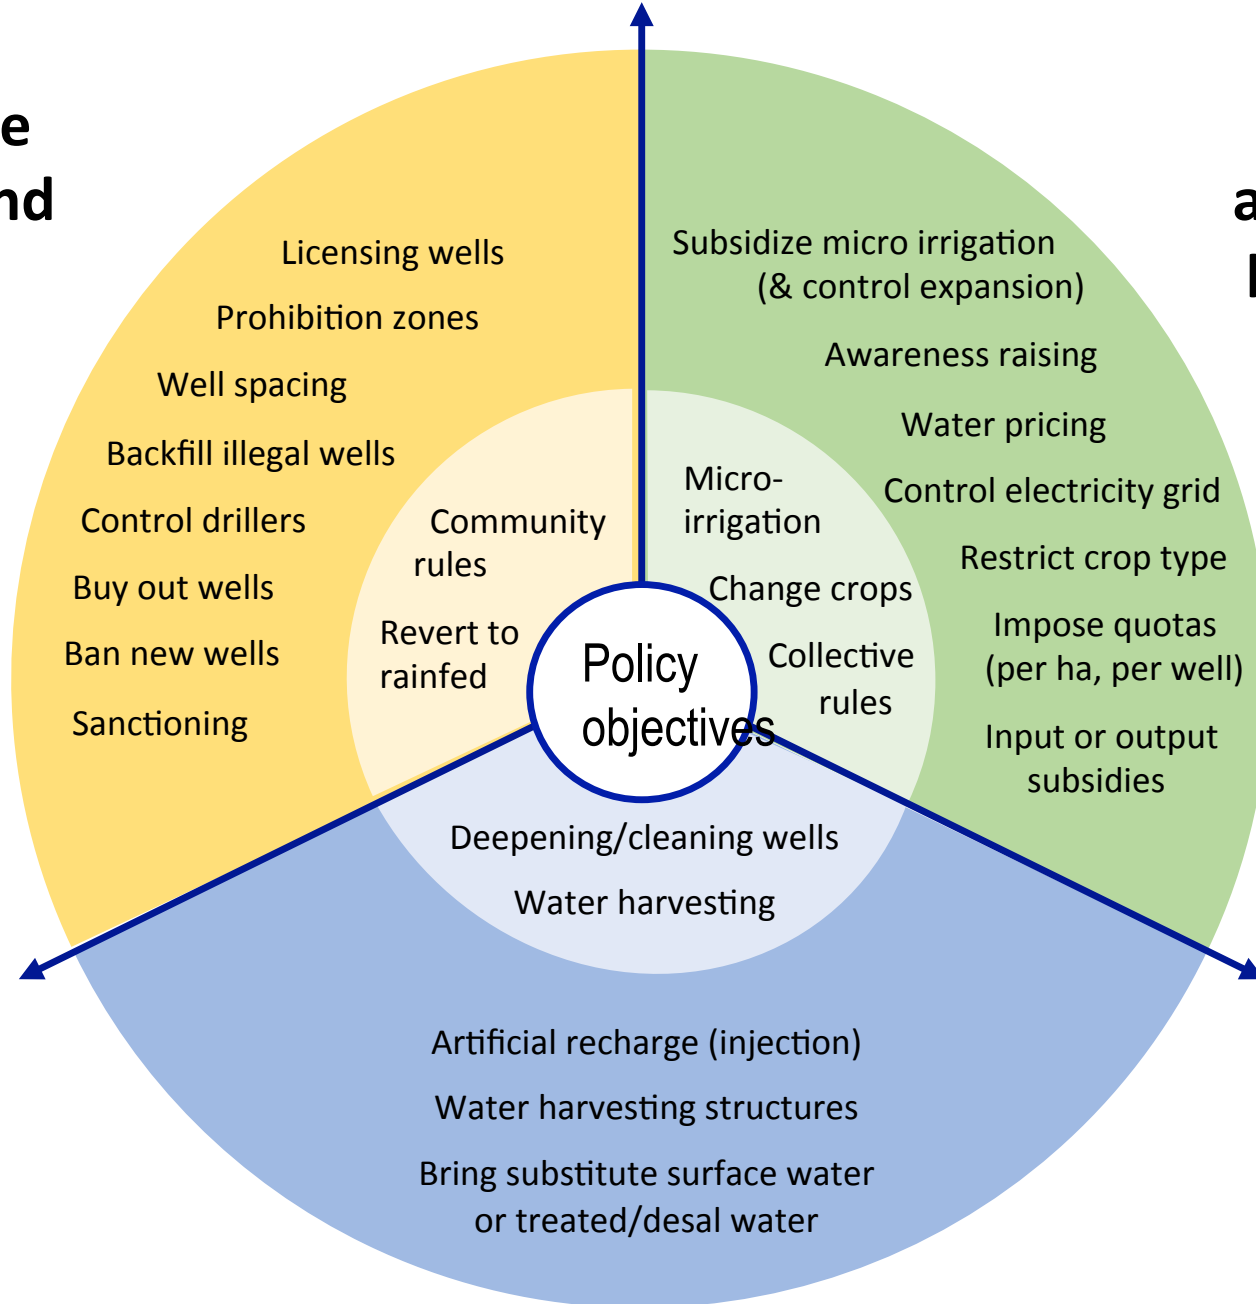 Licensing wells
Prohibition zones
Well spacing
Backfill illegal wells
Control drillers
Buy out wells
Ban new wells
Sanctioning
Community
rules
Revert to
rainfed
Subsidize micro irrigation
(& control expansion)
Awareness raising
Water pricing
Control electricity grid
Restrict crop type
Impose quotas
(per ha, per well)
Input or output
subsidies
Micro-
irrigation
Change crops
Collective
rules
Policy
objectives
Deepening/cleaning wells
Water harvesting
Artificial recharge (injection)
Water harvesting structures
Bring substitute surface water
or treated/desal water